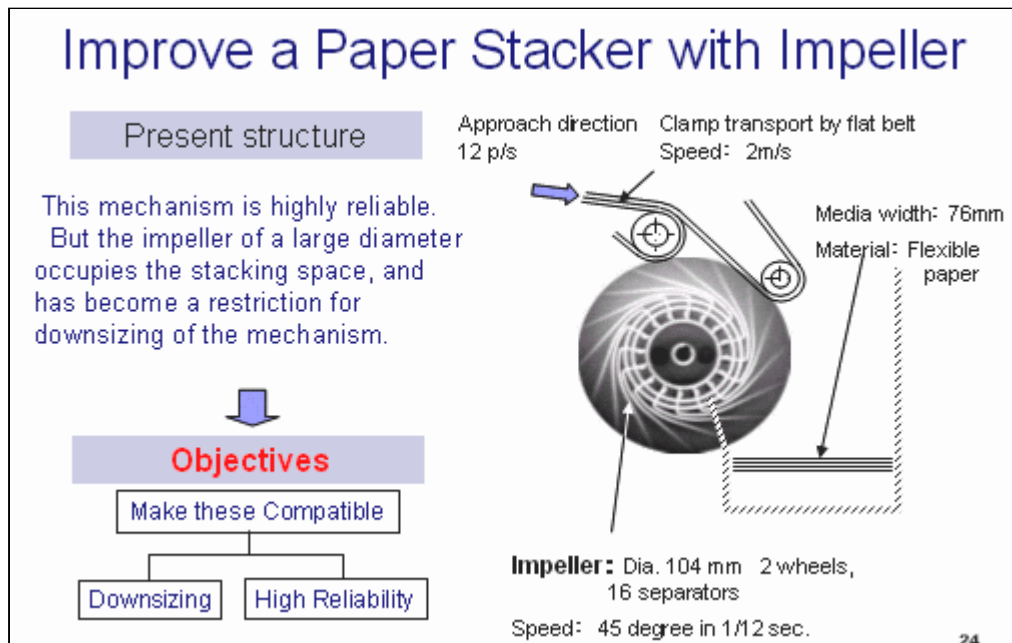 Improve a Paper Stacker with Impeller
Present structure
This mechanism is highly reliable.
But the impeller of a large diameter
occupies the stacking space, and
has become a restriction for
downsizing of the mechanism.
Objectives
Make these Compatible
Downsizing
High Reliability
Approach direction
12 p/s
Clamp transport by flat belt
Speed: 2m/s
Media width: 76mm
Material: Flexible
paper
Impeller: Dia. 104 mm 2 wheels,
16 separators
Speed: 45 degree in 1/12 sec.
24